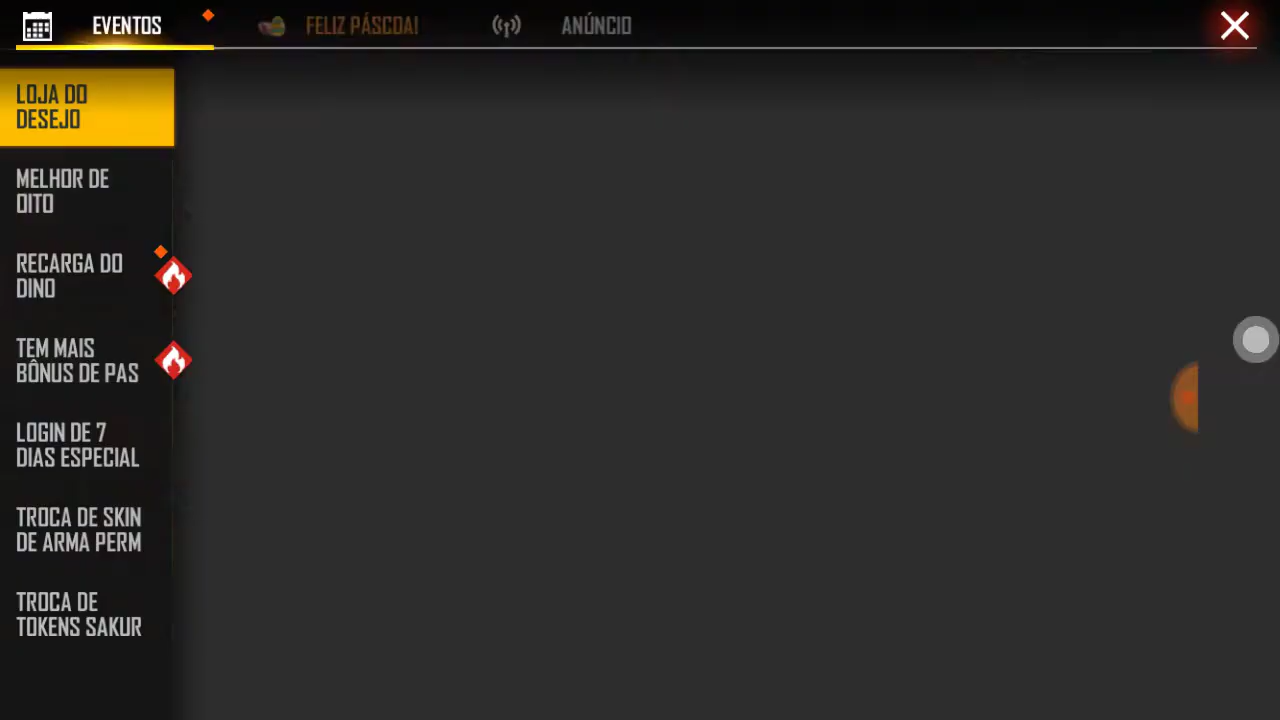 EVENTOS
FELIZ PÁSCOA!
ANÚNCIO
LOJA DO
DESEJO
MELHOR DE
OITO
RECARGA DO
DINO
TEM MAIS
BÔNUS DE PAS
LOGIN DE 7
DIAS ESPECIAL
TROCA DE SKIN
DE ARMA PERM
TROCA DE
TOKENS SAKUR